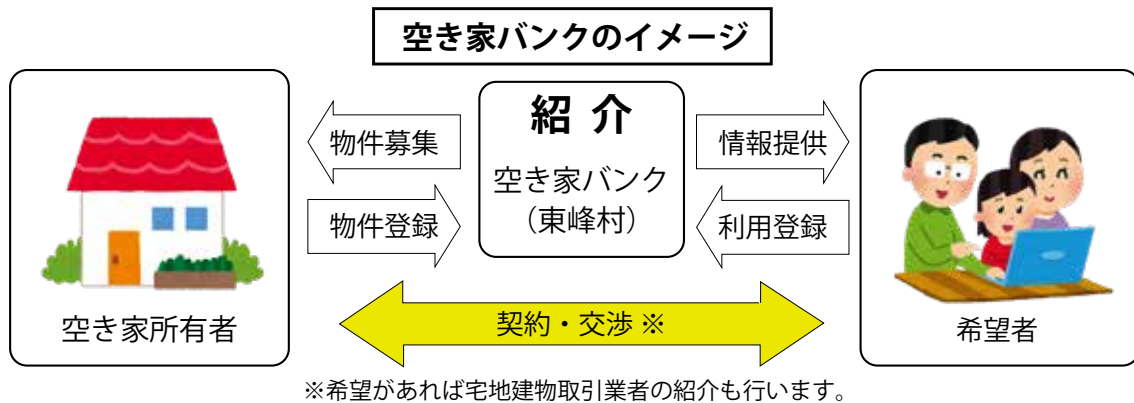 空き家バンクのイメージ
紹 介
空き家バンク
（東峰村）
物件募集
物件登録
情報提供
利用登録
契約・交渉 ※
空き家所有者
希望者
※希望があれば宅地建物取引業者の紹介も行います。